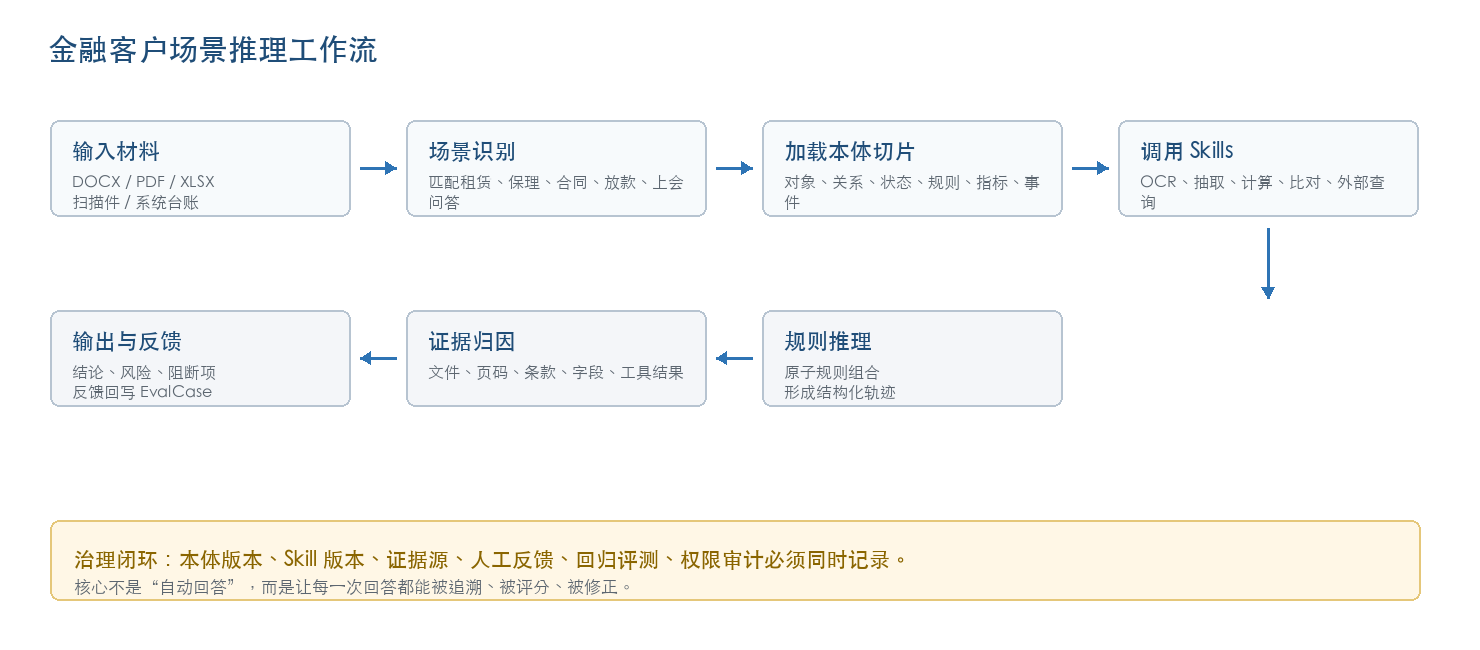 金融客户场景推理工作流
输入材料
DOCX / PDF / XLSX
扫描件 / 系统台账
场景识别
匹配租赁、保理、合同、放款、上会
问答
加载本体切片
对象、关系、状态、规则、指标、事
件
调用 Skills
OCR、抽取、计算、比对、外部查
询
输出与反馈
结论、风险、阻断项
反馈回写 EvalCase
证据归因
文件、页码、条款、字段、工具结果
规则推理
原子规则组合
形成结构化轨迹
治理闭环：本体版本、Skill 版本、证据源、人工反馈、回归评测、权限审计必须同时记录。
核心不是“自动回答”，而是让每一次回答都能被追溯、被评分、被修正。